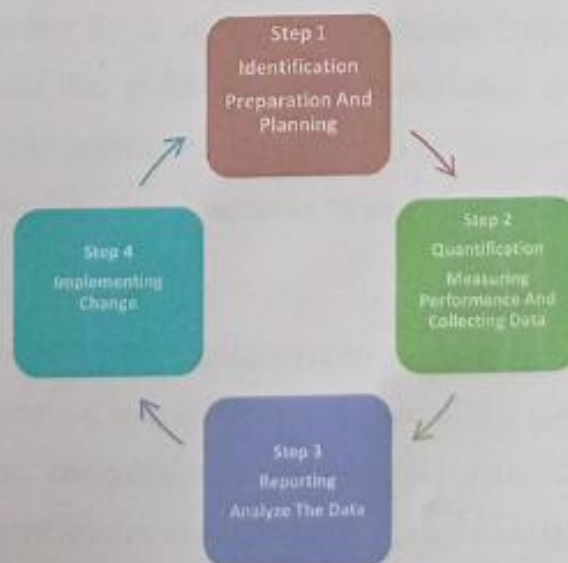 Step 1
Identification
Preparation And
Planning
Step 2
Quantification
Measuring
Performance And
Collecting Data
Step 3
Reporting
Analyze The Data
Step 4
Implementing
Change